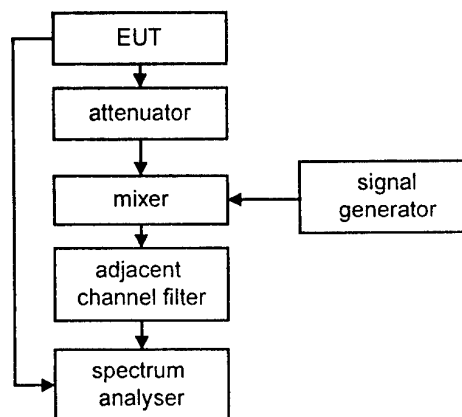 EUT
attenuator
mixer
signal
generator
adjacent
channel filter
spectrum
analyser